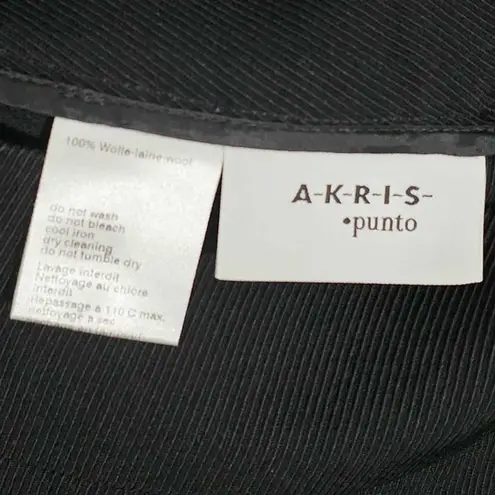 100% Wolle-laine-wool
do not wash
do not bleach
cool iron
dry cleaning
do not tumble dry
Lavage interdit
Nettoyage au chlore
interdit
Repassage à 110 C max.
nettoyage à sec
A-K-R-I-S-
•punto